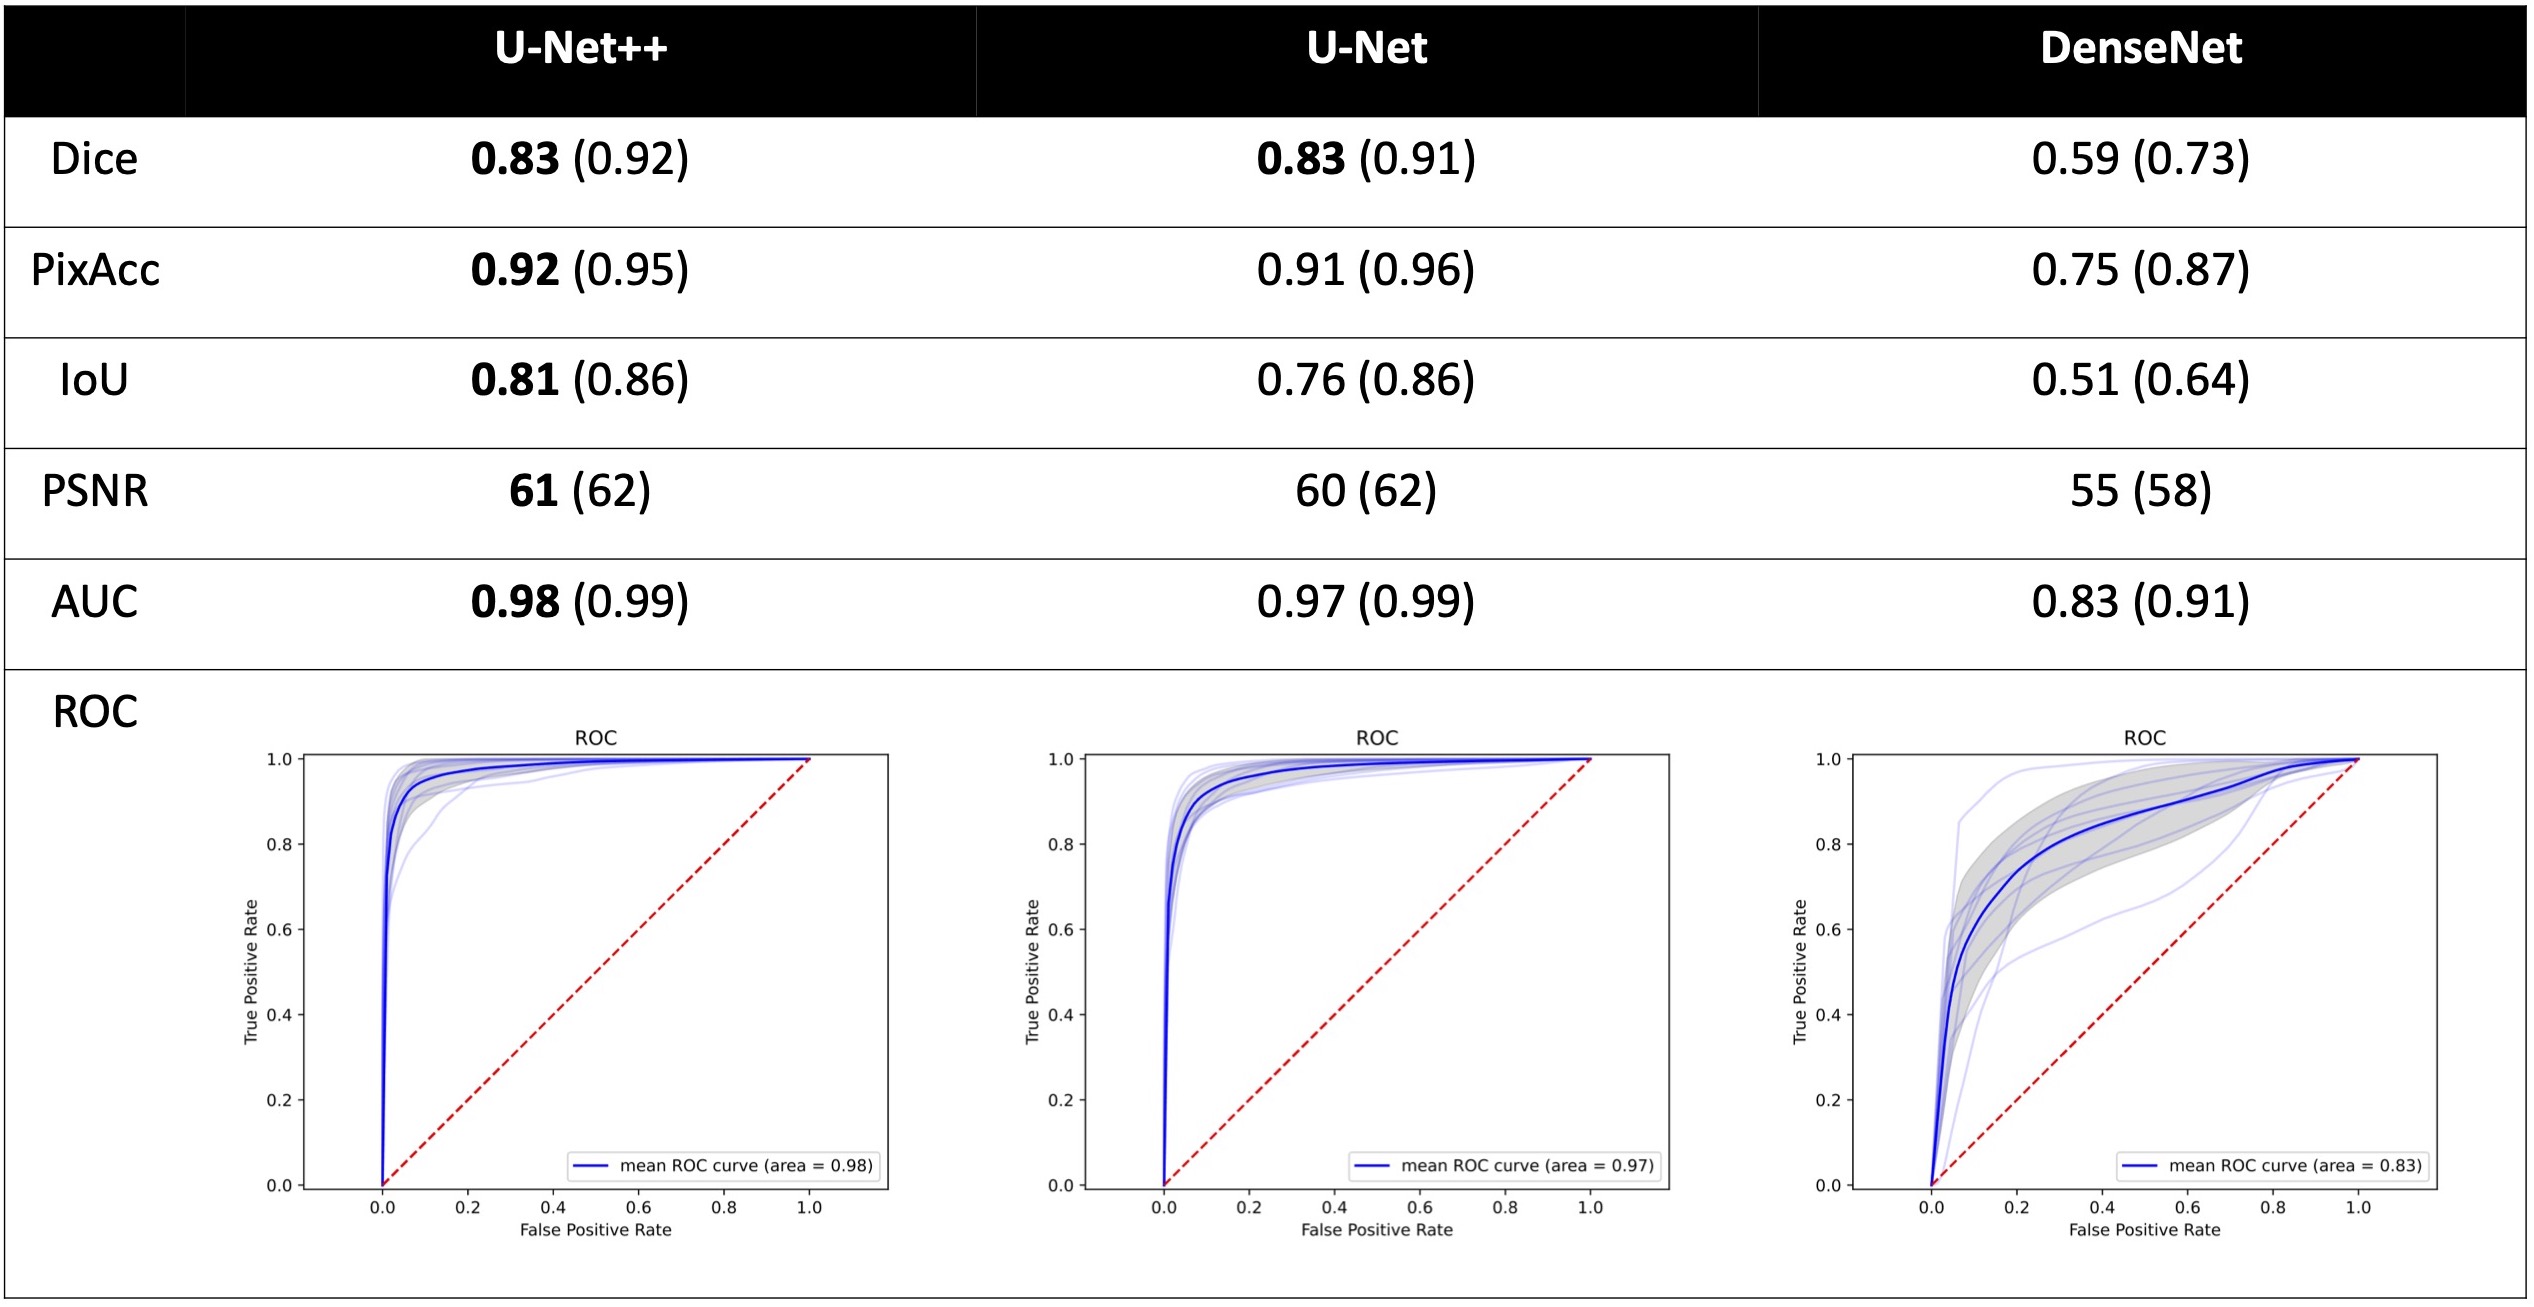 U-Net++ U-Net DenseNet
Dice 0.83 (0.92) 0.83 (0.91) 0.59 (0.73)
PixAcc 0.92 (0.95) 0.91 (0.96) 0.75 (0.87)
IoU 0.81 (0.86) 0.76 (0.86) 0.51 (0.64)
PSNR 61 (62) 60 (62) 55 (58)
AUC 0.98 (0.99) 0.97 (0.99) 0.83 (0.91)
ROC
ROC
1.0
0.8
0.6
0.4
0.2
0.0
True Positive Rate
mean ROC curve (area = 0.98)
0.0 0.2 0.4 0.6 0.8 1.0
False Positive Rate
ROC
1.0
0.8
0.6
0.4
0.2
0.0
True Positive Rate
mean ROC curve (area = 0.97)
0.0 0.2 0.4 0.6 0.8 1.0
False Positive Rate
ROC
1.0
0.8
0.6
0.4
0.2
0.0
True Positive Rate
mean ROC curve (area = 0.83)
0.0 0.2 0.4 0.6 0.8 1.0
False Positive Rate